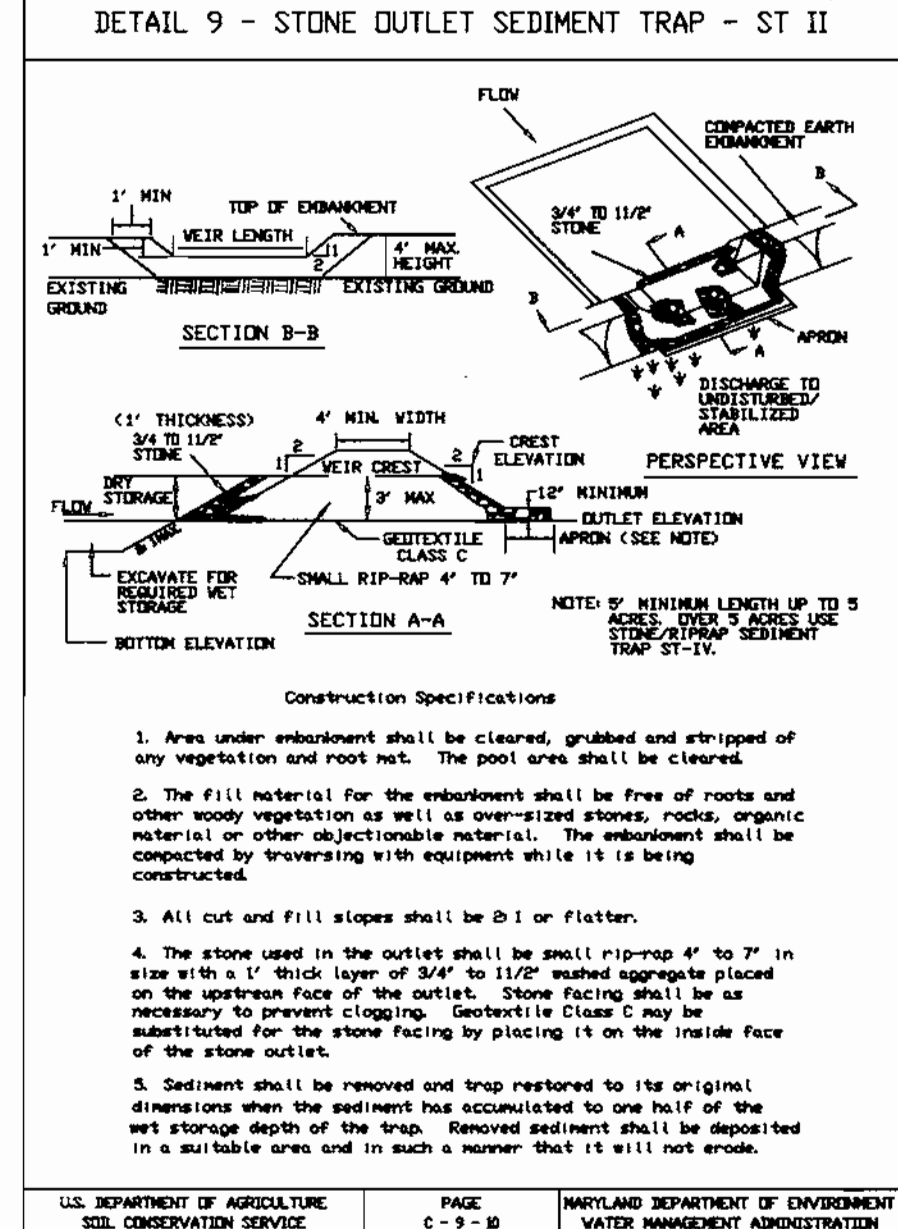 DETAIL 9 - STONE OUTLET SEDIMENT TRAP - ST II
FLOW
COMPACTED EARTH
EMBANKMENT
B
1' MIN
TOP OF EMBANKMENT
3/4" TO 11/2"
STONE
A
1' MIN
VEIR LENGTH
1
2
4' MAX.
HEIGHT
EXISTING
GROUND
EXISTING GROUND
B
SECTION B-B
APRON
A
DISCHARGE TO
UNDISTURBED/
STABILIZED
AREA
PERSPECTIVE VIEW
(1' THICKNESS)
3/4 TO 11/2"
STONE
4' MIN. WIDTH
2
1
VEIR CREST
2
1
CREST
ELEVATION
DRY
STORAGE
FLOW
3' MAX
12" MINIMUM
OUTLET ELEVATION
APRON (SEE NOTE)
GEOTEXTILE
CLASS C
EXCAVATE FOR
REQUIRED WET
STORAGE
SMALL RIP-RAP 4" TO 7"
SECTION A-A
BOTTOM ELEVATION
NOTE: 5' MINIMUM LENGTH UP TO 5
ACRES. OVER 5 ACRES USE
STONE/RIPRAP SEDIMENT
TRAP ST-IV.
Construction Specifications
1. Area under embankment shall be cleared, grubbed and stripped of
any vegetation and root mat. The pool area shall be cleared.
2. The fill material for the embankment shall be free of roots and
other woody vegetation as well as over-sized stones, rocks, organic
material or other objectionable material. The embankment shall be
compacted by traversing with equipment while it is being
constructed.
3. All cut and fill slopes shall be 2:1 or flatter.
4. The stone used in the outlet shall be small rip-rap 4" to 7" in
size with a 1' thick layer of 3/4" to 11/2" washed aggregate placed
on the upstream face of the outlet. Stone facing shall be as
necessary to prevent clogging. Geotextile Class C may be
substituted for the stone facing by placing it on the inside face
of the stone outlet.
5. Sediment shall be removed and trap restored to its original
dimensions when the sediment has accumulated to one half of the
wet storage depth of the trap. Removed sediment shall be deposited
in a suitable area and in such a manner that it will not erode.
U.S. DEPARTMENT OF AGRICULTURE
SOIL CONSERVATION SERVICE
PAGE
C - 9 - 10
MARYLAND DEPARTMENT OF ENVIRONMENT
WATER MANAGEMENT ADMINISTRATION